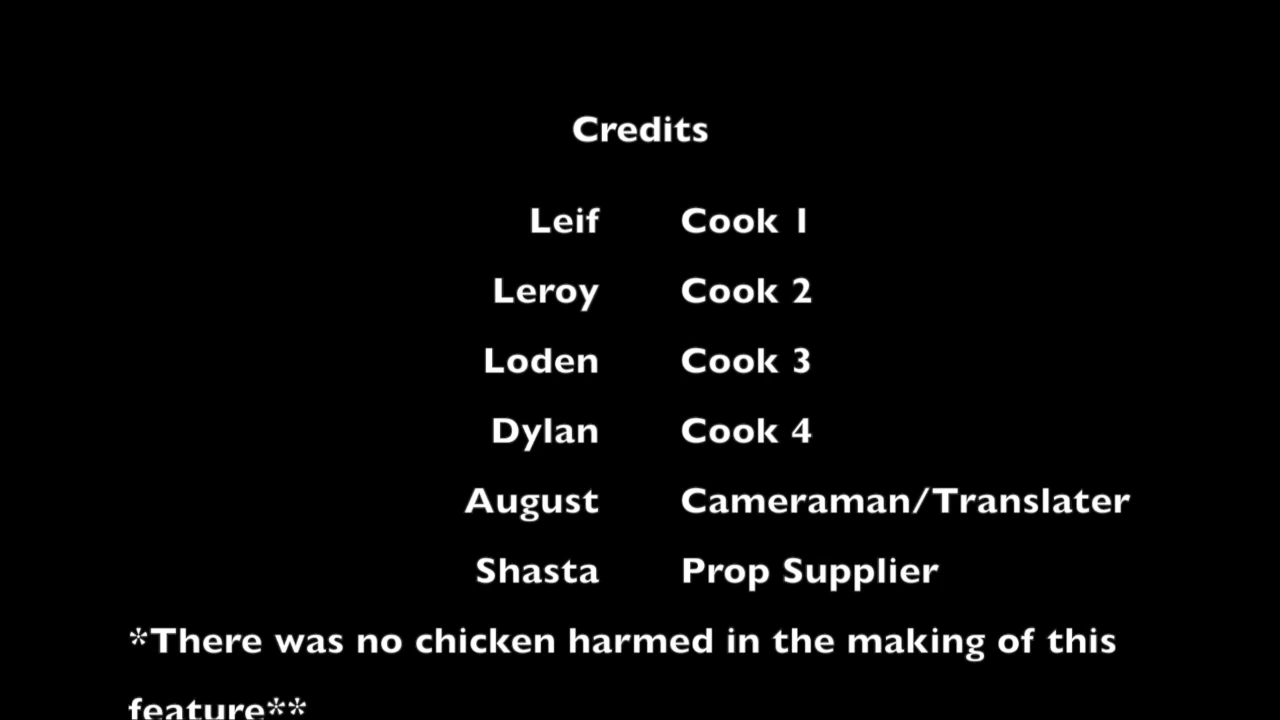 Credits
Leif Cook 1
Leroy Cook 2
Loden Cook 3
Dylan Cook 4
August Cameraman/Translater
Shasta Prop Supplier
*There was no chicken harmed in the making of this
feature**